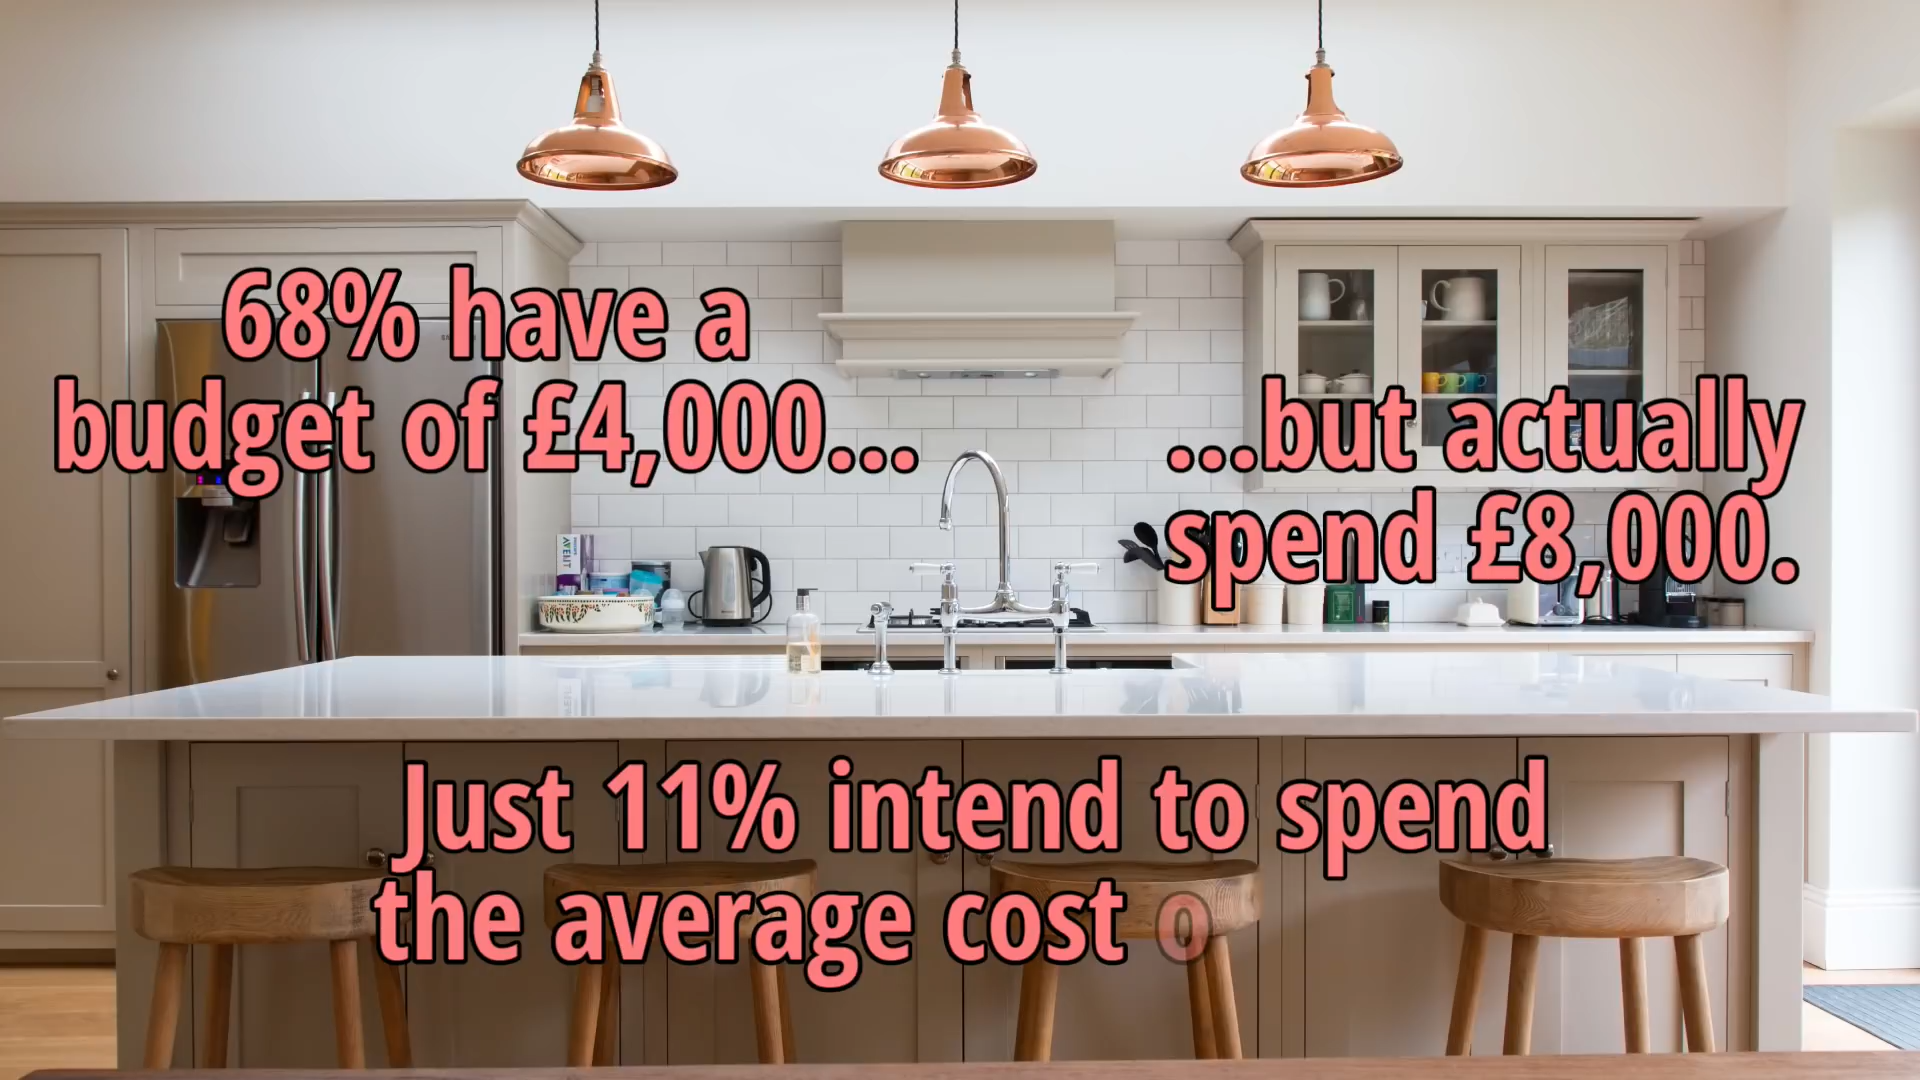 68% have a
budget of £4,000...
...but actually
spend £8,000.
Just 11% intend to spend
the average cost o
AVENT